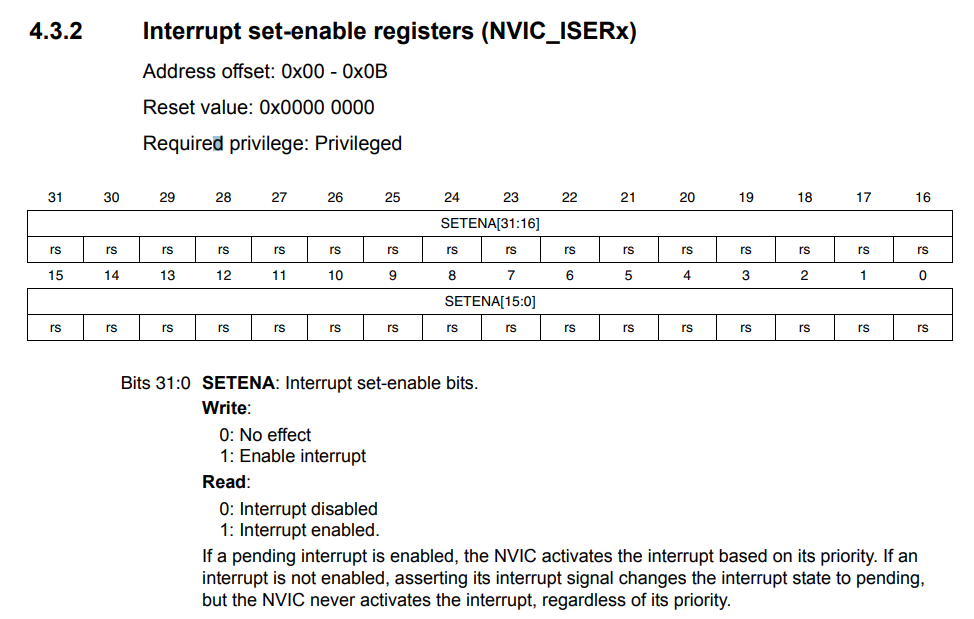 4.3.2 Interrupt set-enable registers (NVIC_ISERx)
Address offset: 0x00 - 0x0B
Reset value: 0x0000 0000
Required privilege: Privileged
31 30 29 28 27 26 25 24 23 22 21 20 19 18 17 16
SETENA[31:16]
rs rs rs rs rs rs rs rs rs rs rs rs rs rs rs rs
15 14 13 12 11 10 9 8 7 6 5 4 3 2 1 0
SETENA[15:0]
rs rs rs rs rs rs rs rs rs rs rs rs rs rs rs rs
Bits 31:0 SETENA: Interrupt set-enable bits.
Write:
0: No effect
1: Enable interrupt
Read:
0: Interrupt disabled
1: Interrupt enabled.
If a pending interrupt is enabled, the NVIC activates the interrupt based on its priority. If an
interrupt is not enabled, asserting its interrupt signal changes the interrupt state to pending,
but the NVIC never activates the interrupt, regardless of its priority.